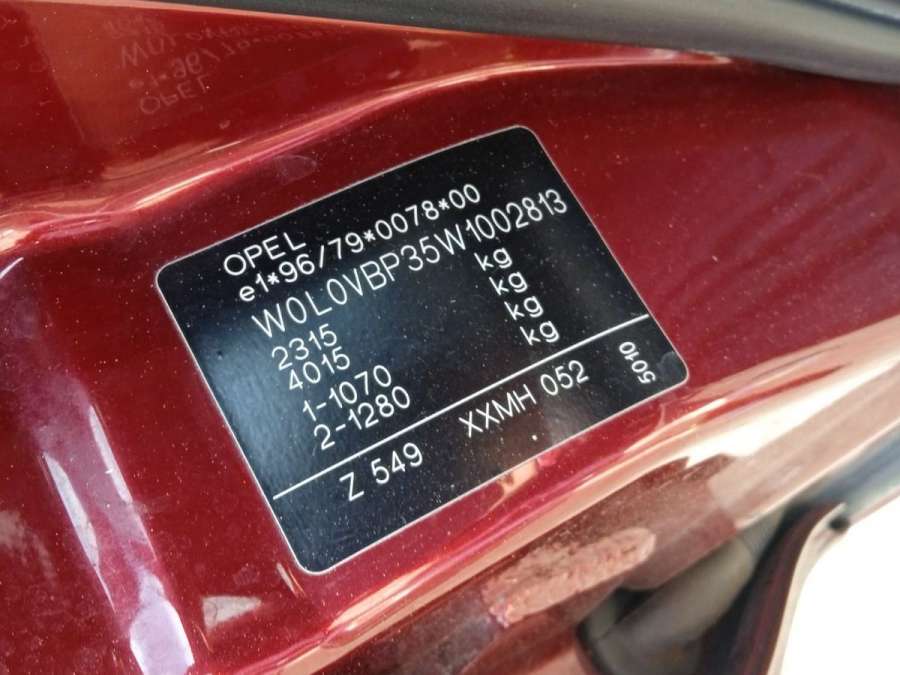 OPEL
e1*96/79*0078*00
W0L0VBP35W1002813
2315 kg
4015 kg
1-1070 kg
2-1280 kg
Z 549 XXMH 052 5010